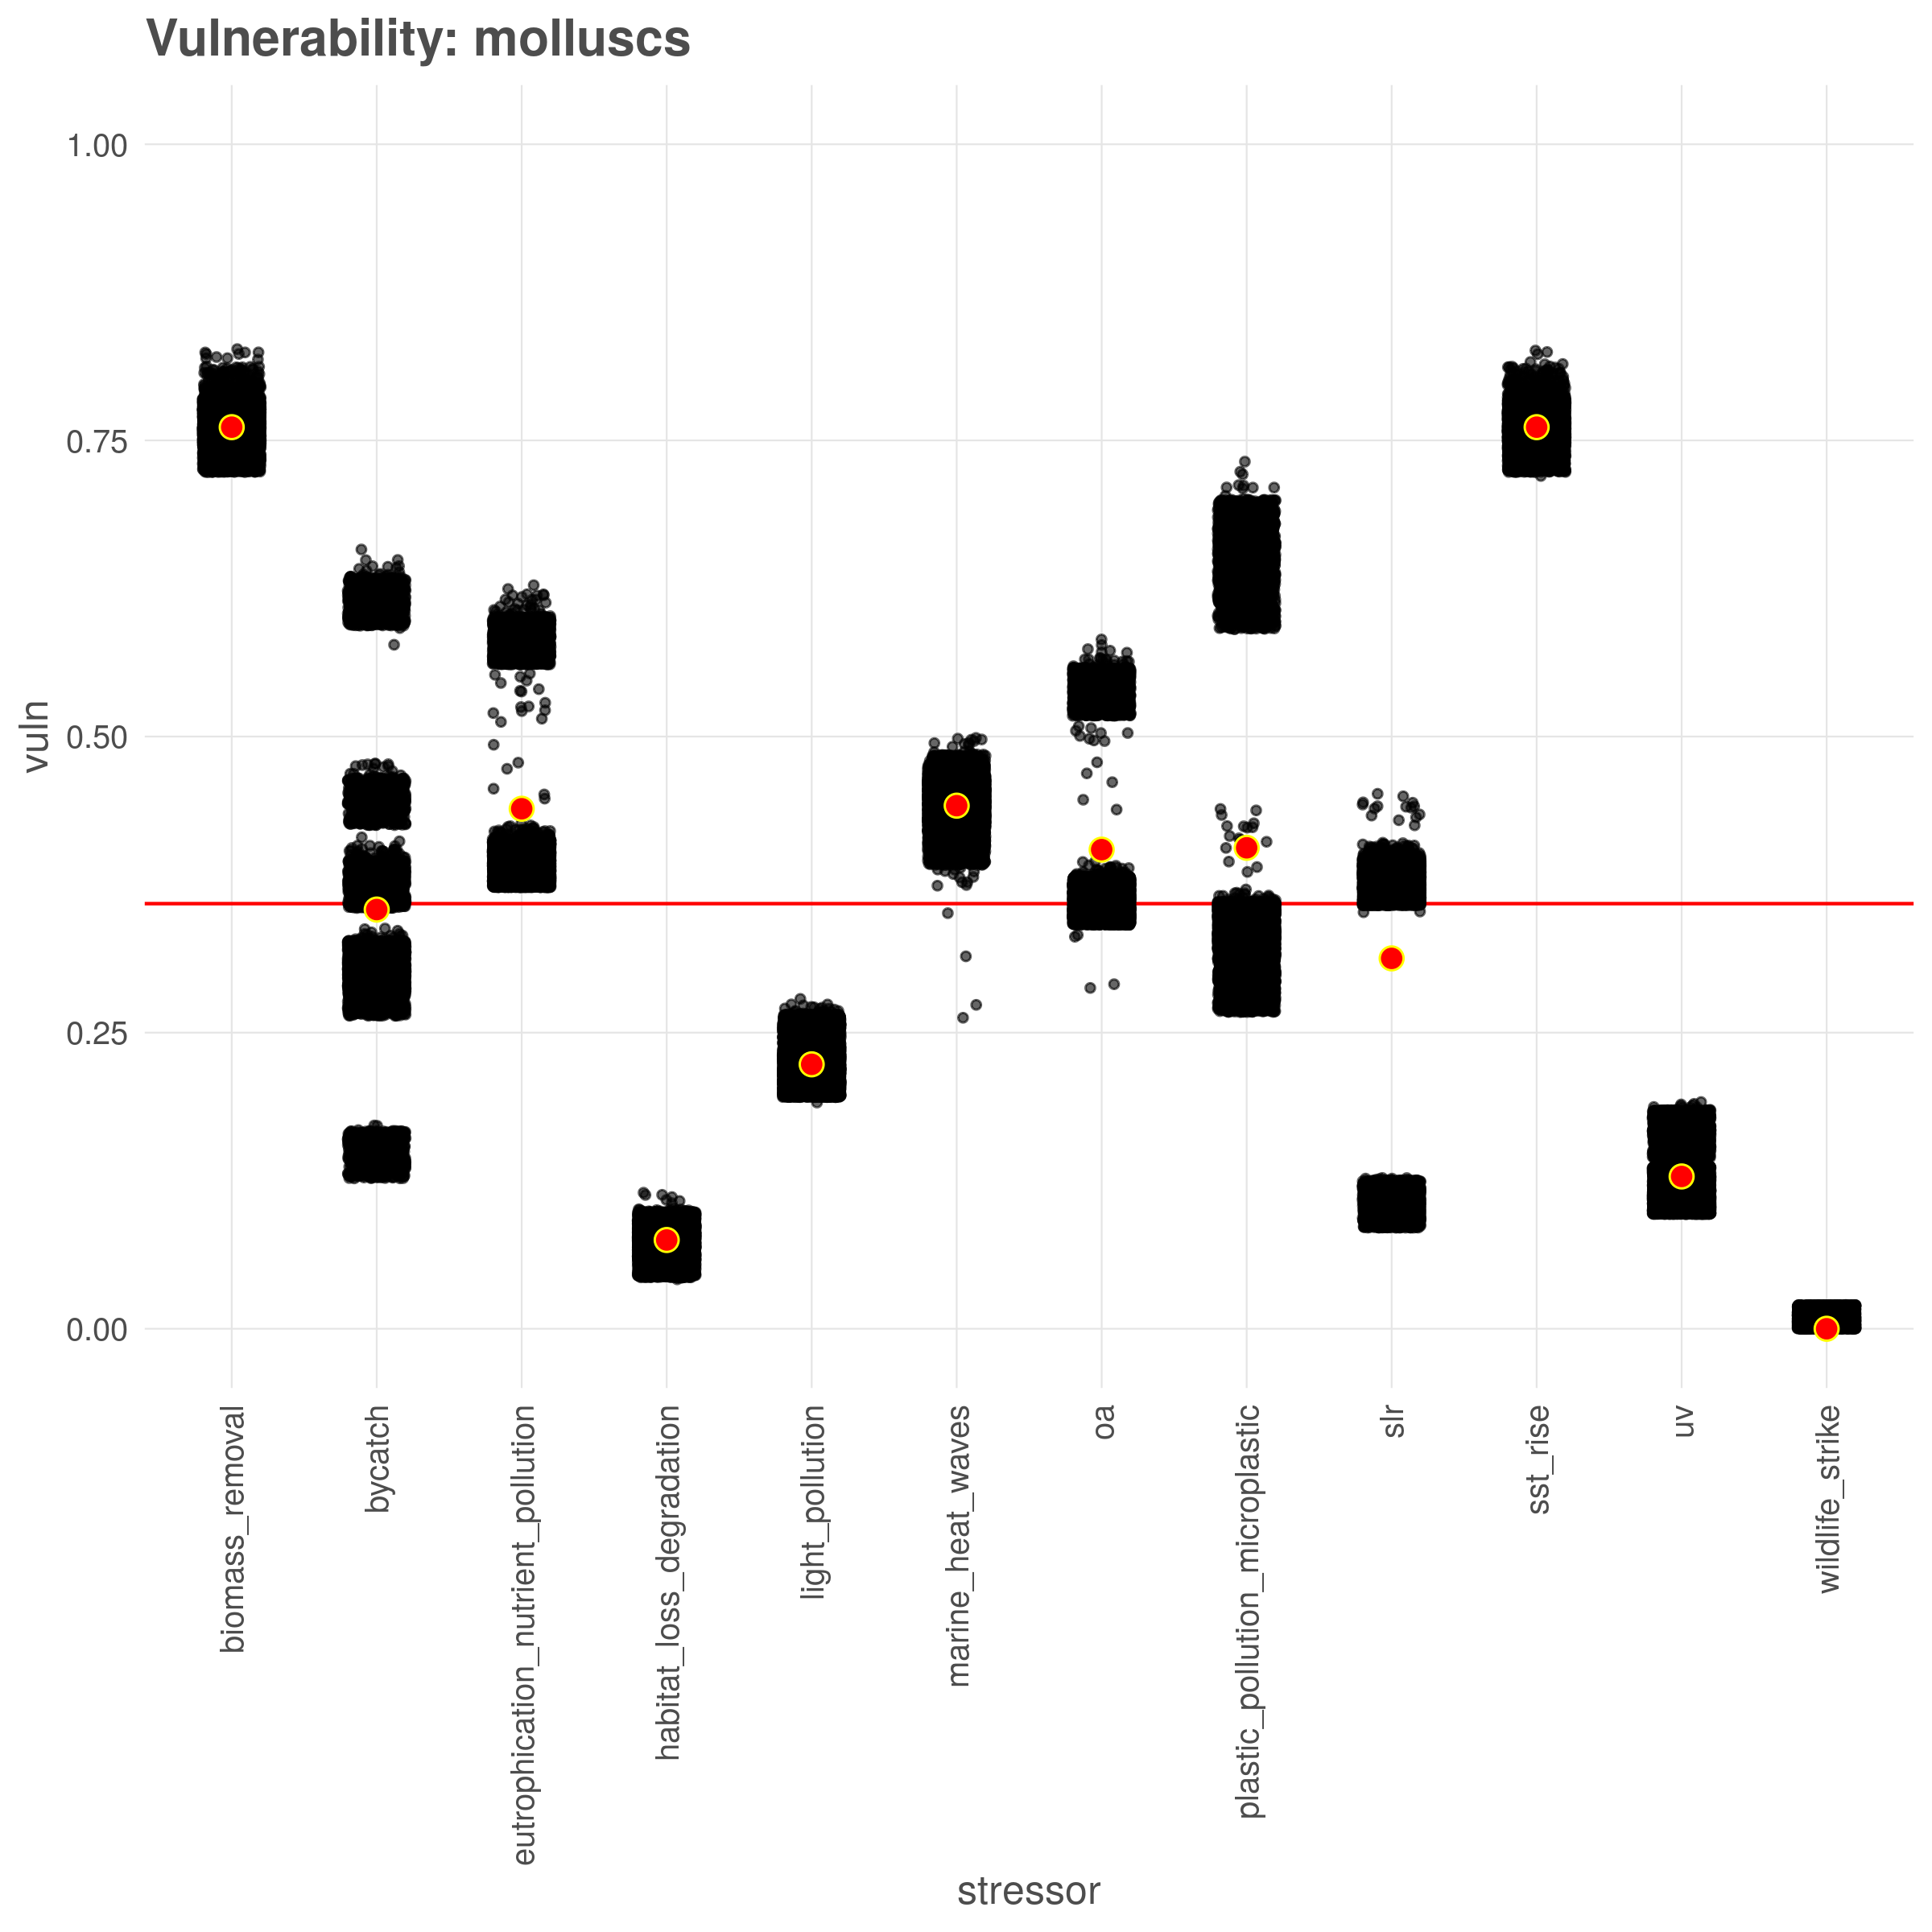 Vulnerability: molluscs
vuln
1.00
0.75
0.50
0.25
0.00
biomass_removal
bycatch
eutrophication_nutrient_pollution
habitat_loss_degradation
light_pollution
marine_heat_waves
oa
plastic_pollution_microplastic
slr
sst_rise
uv
wildlife_strike
stressor